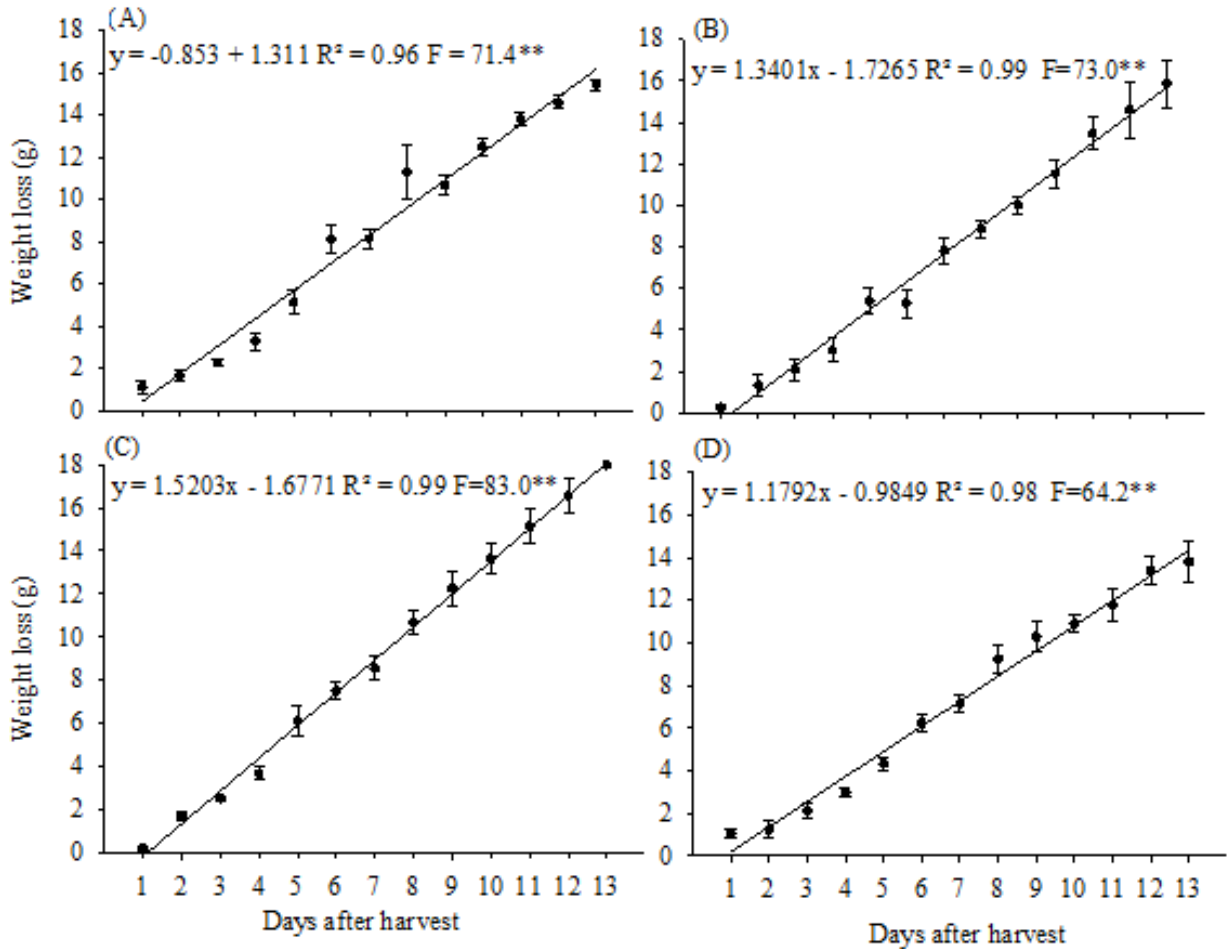 (A)
y = -0.853 + 1.311 R² = 0.96 F = 71.4**
18
16
14
12
10
8
6
4
2
0
Weight loss (g)
(B)
y = 1.3401x - 1.7265 R² = 0.99 F=73.0**
18
16
14
12
10
8
6
4
2
0
(C)
y = 1.5203x - 1.6771 R² = 0.99 F=83.0**
18
16
14
12
10
8
6
4
2
0
Weight loss (g)
1 2 3 4 5 6 7 8 9 10 11 12 13
Days after harvest
(D)
y = 1.1792x - 0.9849 R² = 0.98 F=64.2**
18
16
14
12
10
8
6
4
2
0
1 2 3 4 5 6 7 8 9 10 11 12 13
Days after harvest